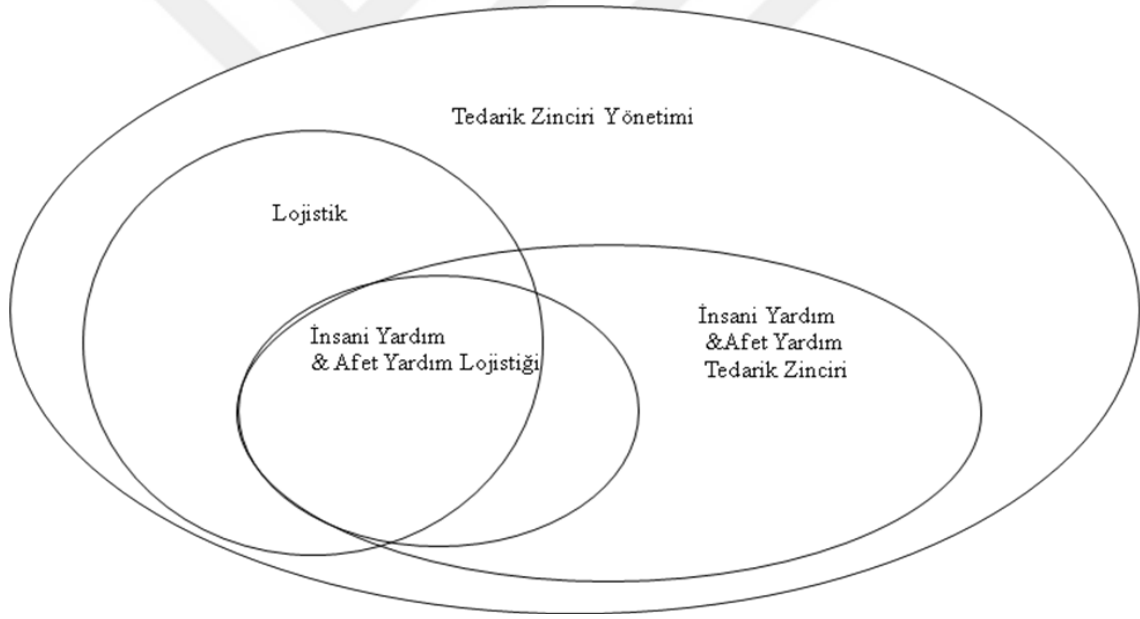 Tedarik Zinciri Yönetimi
Lojistik
İnsani Yardım
& Afet Yardım Lojistiği
İnsani Yardım
&Afet Yardım
Tedarik Zinciri